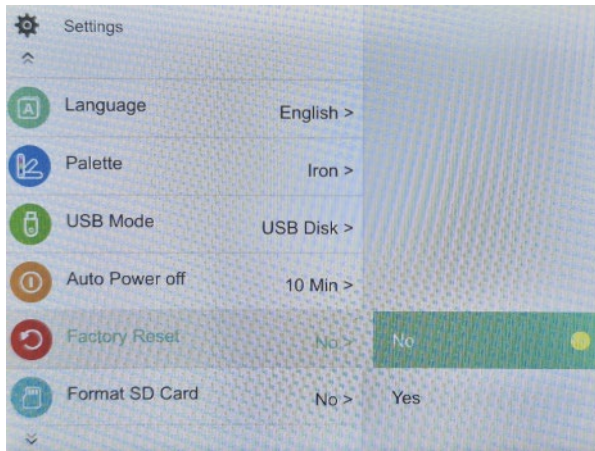 Settings
Language English >
Palette Iron >
USB Mode USB Disk >
Auto Power off 10 Min >
Factory Reset No > No
Format SD Card No > Yes